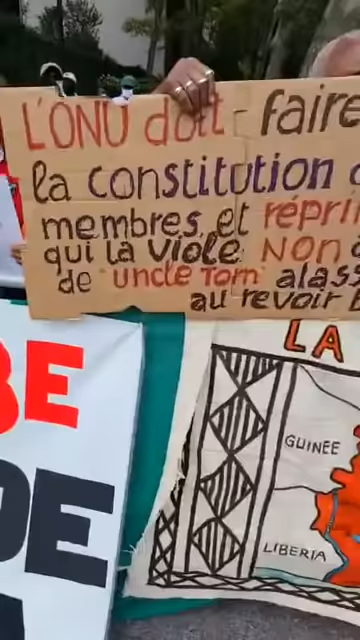 L'ONU doit faire
la constitution
membres, et réprim
qui la viole. Non
de "uncle Tom" alass
au revoir
LA
BE
DE
GUINEE
LIBERIA